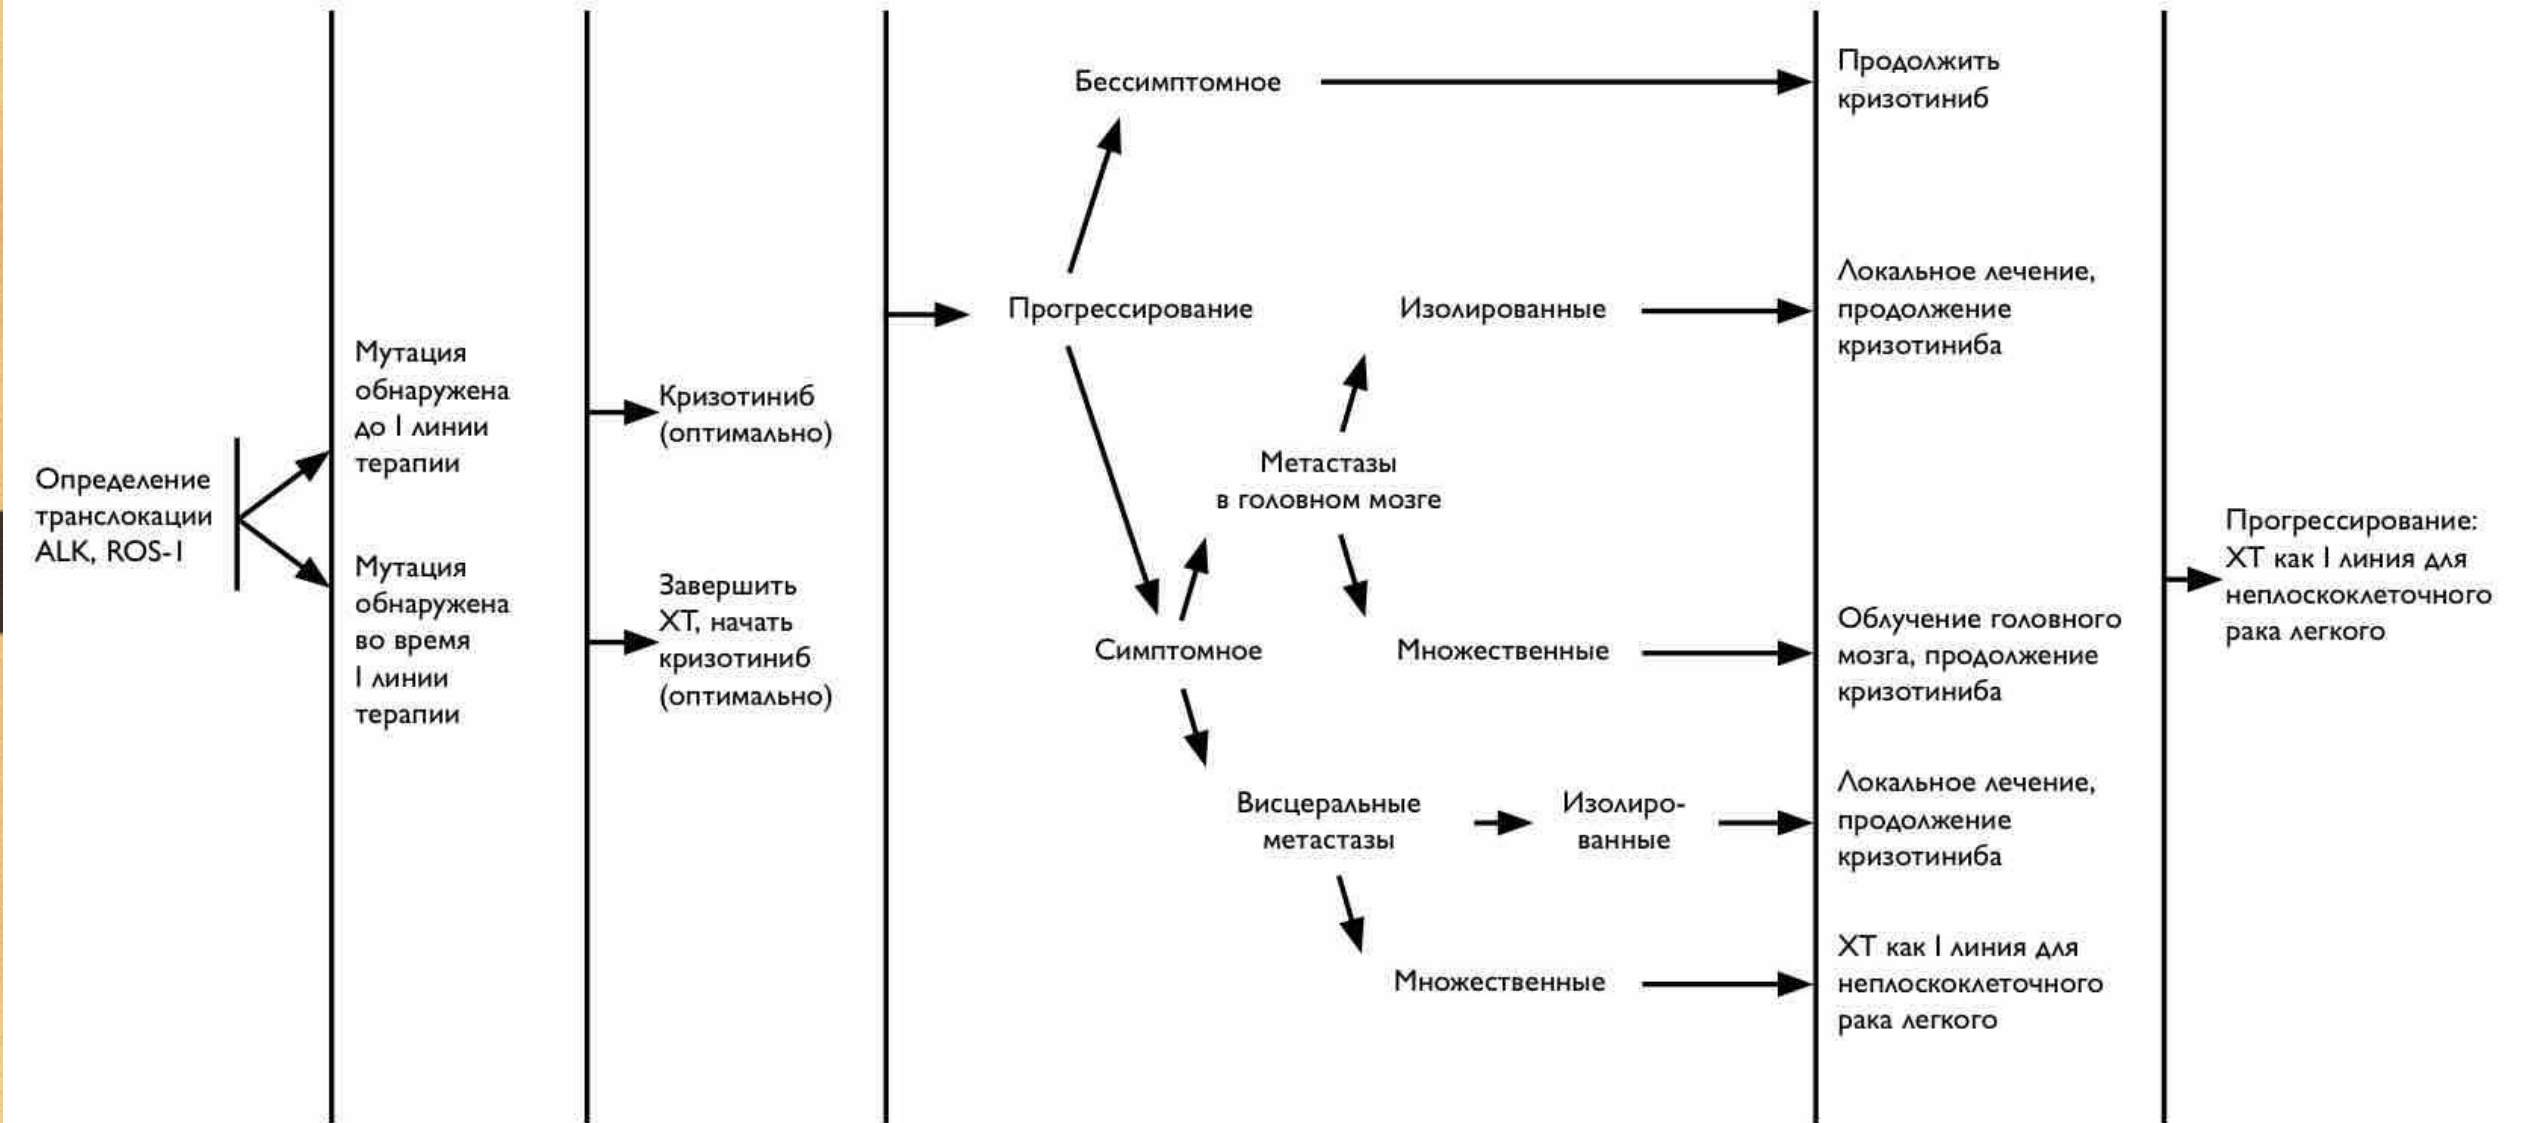 Определение
транслокации
ALK, ROS-1
Мутация
обнаружена
до I линии
терапии
Мутация
обнаружена
во время
I линии
терапии
Кризотиниб
(оптимально)
Завершить
ХТ, начать
кризотиниб
(оптимально)
Прогрессирование
Бессимптомное
Симптомное
Метастазы
в головном мозге
Изолированные
Множественные
Висцеральные
метастазы
Изолиро-
ванные
Множественные
Продолжить
кризотиниб
Локальное лечение,
продолжение
кризотиниба
Облучение головного
мозга, продолжение
кризотиниба
Локальное лечение,
продолжение
кризотиниба
ХТ как I линия для
неплоскоклеточного
рака легкого
Прогрессирование:
ХТ как I линия для
неплоскоклеточного
рака легкого